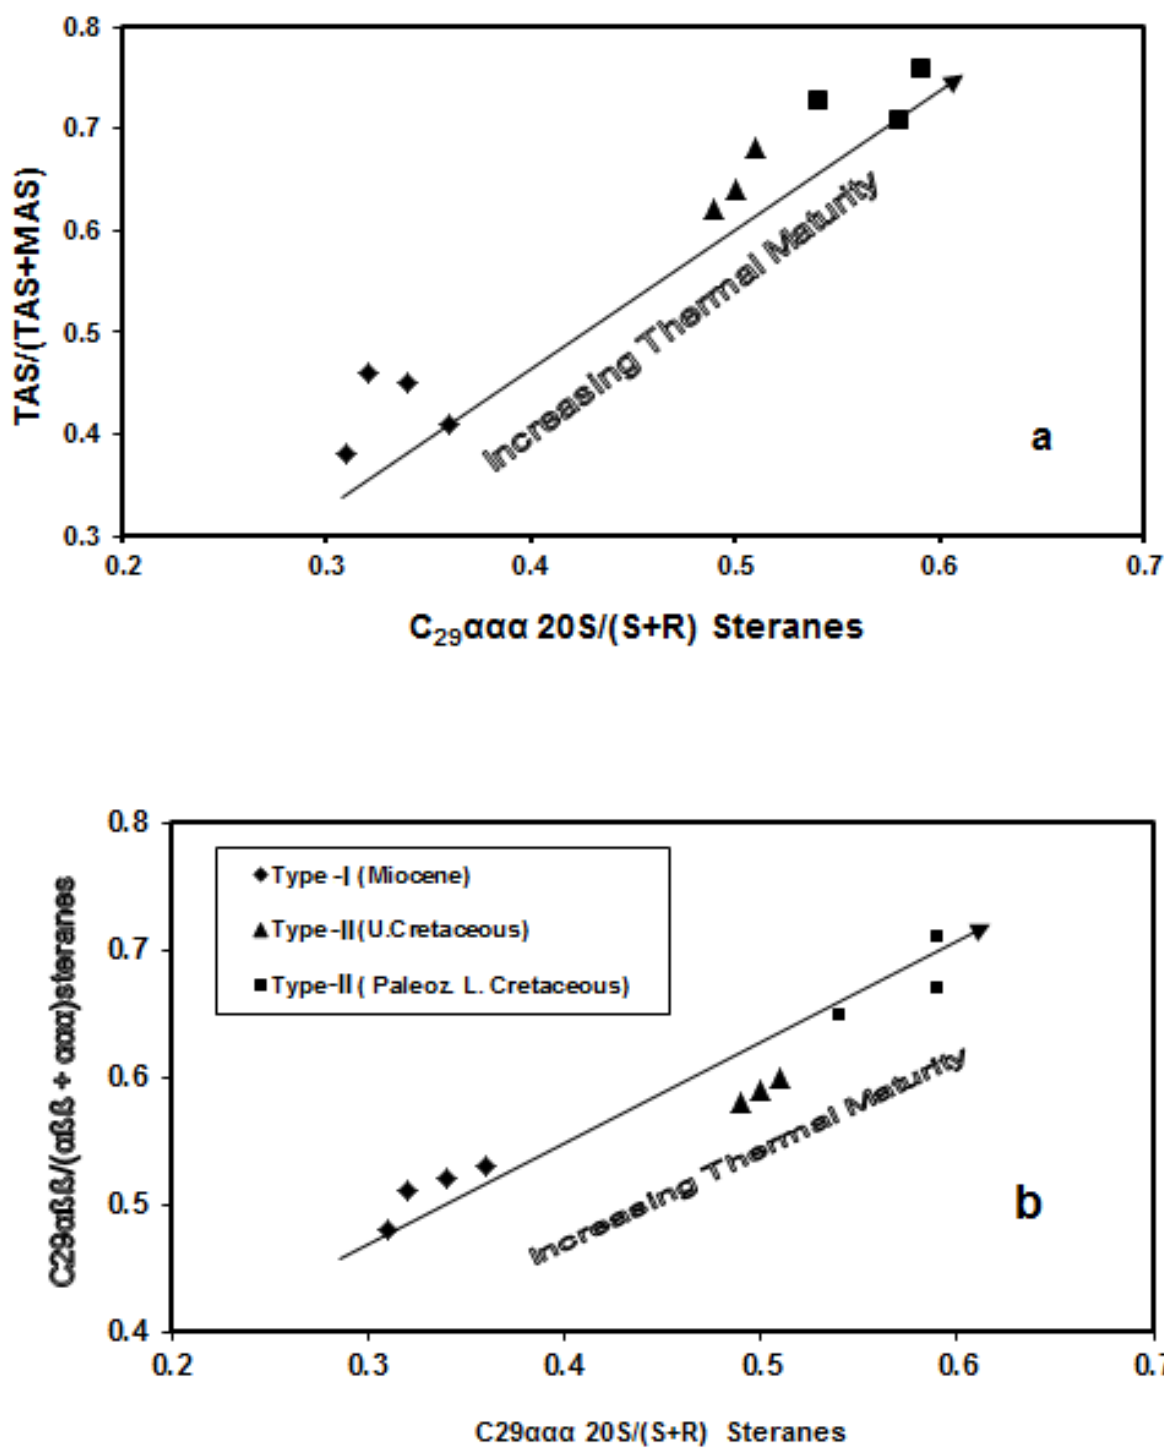 0.8
0.7
0.6
0.5
0.4
0.3
TAS/(TAS+MAS)
Increasing Thermal Maturity
a
0.2 0.3 0.4 0.5 0.6 0.7
C₂₉ααα 20S/(S+R) Steranes
0.8
0.7
0.6
0.5
0.4
C29αßß/(αßß + ααα)steranes
Type -I (Miocene)
Type -II (U.Cretaceous)
Type-II ( Paleoz. L. Cretaceous)
Increasing Thermal Maturity
b
0.2 0.3 0.4 0.5 0.6 0.7
C29ααα 20S/(S+R) Steranes